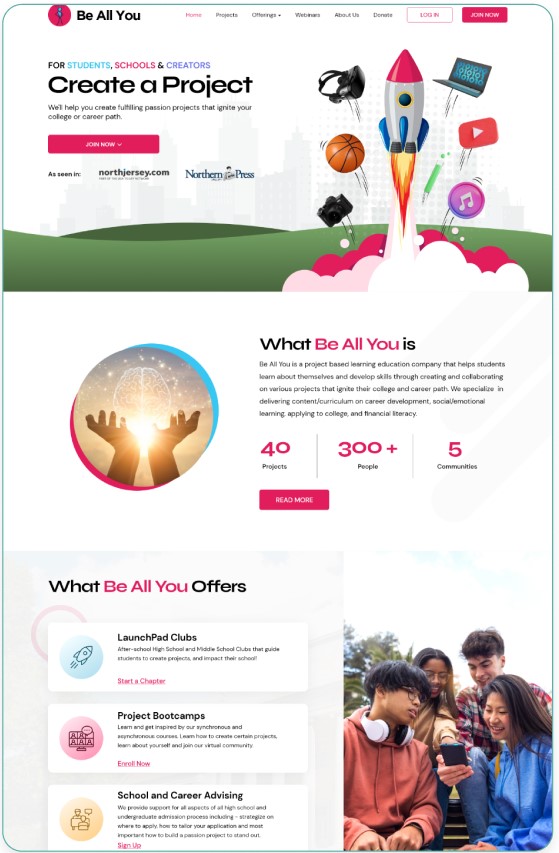 Be All You
Home Projects Offerings Webinars About Us Donate LOG IN JOIN NOW
FOR STUDENTS, SCHOOLS & CREATORS
Create a Project
We'll help you create fulfilling passion projects that ignite your
college or career path.
JOIN NOW
As seen in: northjersey.com Northern Press
What Be All You is
Be All You is a project based learning education company that helps students
learn about themselves and develop skills through creating and collaborating
on various projects that ignite their college and career path. We specialize in
delivering content/curriculum on career development, social/emotional
learning, applying to college, and financial literacy.
40 300 + 5
Projects People Communities
READ MORE
What Be All You Offers
LaunchPad Clubs
After-school High School and Middle School Clubs that guide
students to create projects, and impact their school!
Start a Chapter
Project Bootcamps
Learn and get inspired by our synchronous and
asynchronous courses. Learn how to create certain projects,
learn about yourself and join our virtual community.
Enroll Now
School and Career Advising
We provide support for all aspects of all high school and
undergraduate admission process including - strategize on
where to apply, how to tailor your application and most
important how to build a passion project to stand out.
Sign Up